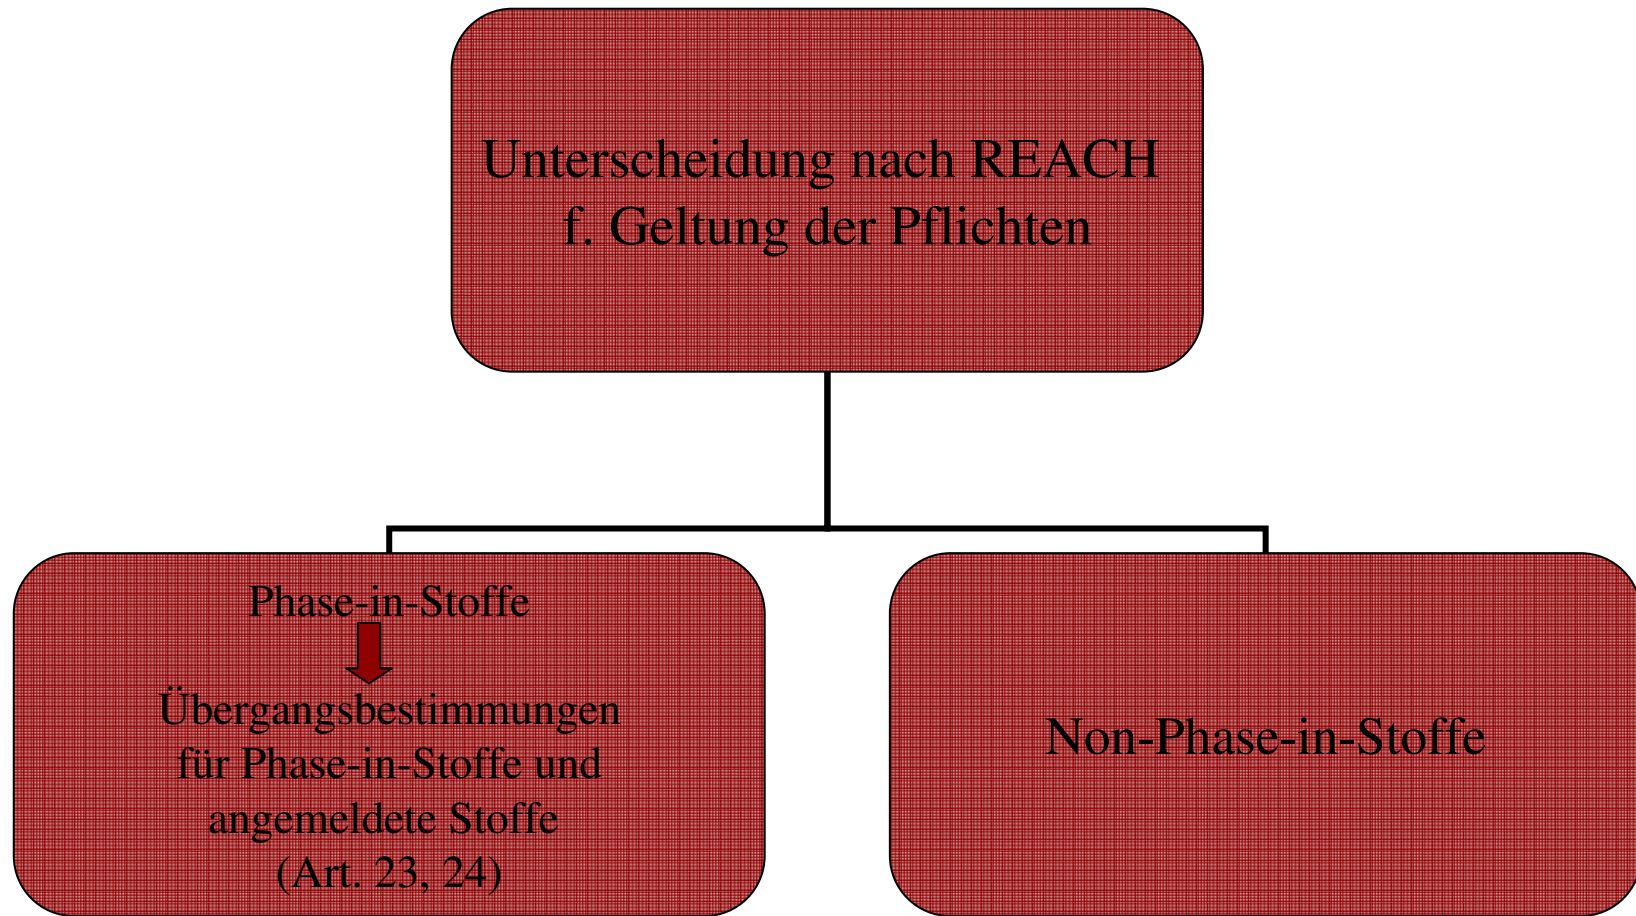 Unterscheidung nach REACH
f. Geltung der Pflichten
Phase-in-Stoffe
Übergangsbestimmungen
für Phase-in-Stoffe und
angemeldete Stoffe
(Art. 23, 24)
Non-Phase-in-Stoffe